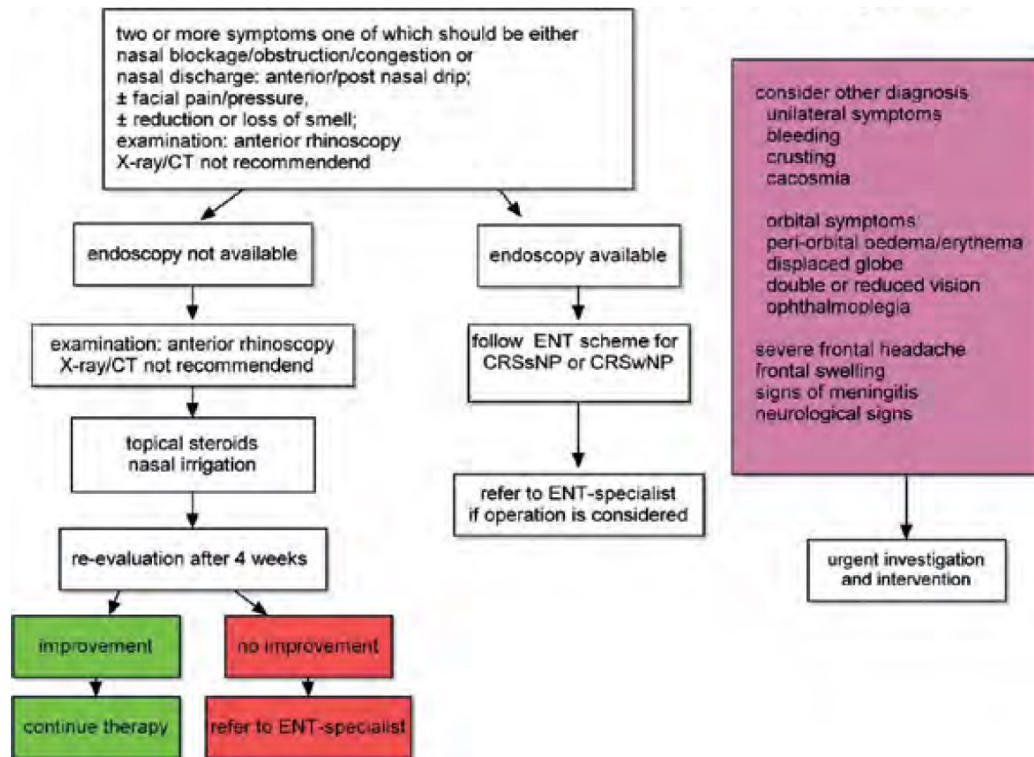 two or more symptoms one of which should be either
nasal blockage/obstruction/congestion or
nasal discharge: anterior/post nasal drip;
± facial pain/pressure,
± reduction or loss of smell;
examination: anterior rhinoscopy
X-ray/CT not recommendend
endoscopy not available
examination: anterior rhinoscopy
X-ray/CT not recommendend
topical steroids
nasal irrigation
re-evaluation after 4 weeks
improvement
continue therapy
no improvement
refer to ENT-specialist
endoscopy available
follow ENT scheme for
CRSsNP or CRSwNP
refer to ENT-specialist
if operation is considered
consider other diagnosis
unilateral symptoms
bleeding
crusting
cacosmia
orbital symptoms
peri-orbital oedema/erythema
displaced globe
double or reduced vision
ophthalmoplegia
severe frontal headache
frontal swelling
signs of meningitis
neurological signs
urgent investigation
and intervention